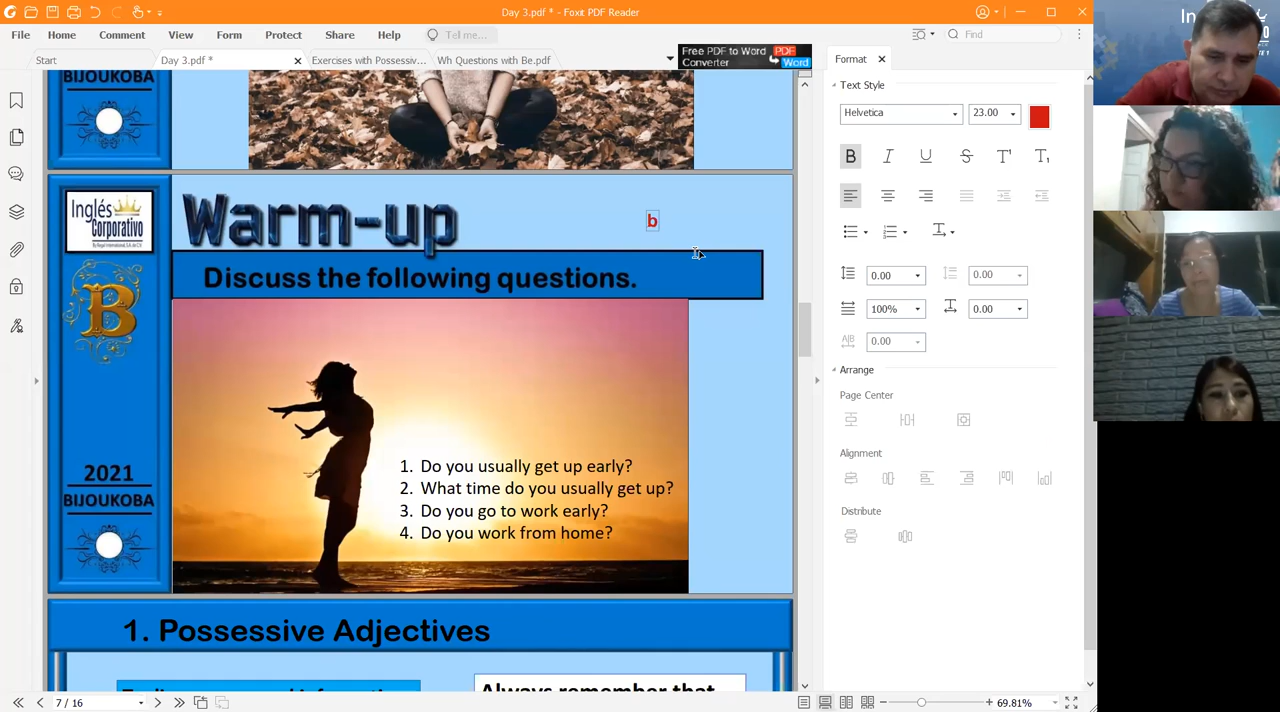 Day 3.pdf * - Foxit PDF Reader
File Home Comment View Form Protect Share Help Tell me... Find
Start Day 3.pdf * Exercises with Possessiv... Wh Questions with Be.pdf
Free PDF to Word PDF
Converter Word
Format
Text Style
Helvetica 23.00
B I U S T T
0.00 0.00
100% 0.00
0.00
Arrange
Page Center
Alignment
Distribute
BIJOUKOBA
Inglés
Corporativo
B
2021
BIJOUKOBA
Warm-up
b
Discuss the following questions.
1. Do you usually get up early?
2. What time do you usually get up?
3. Do you go to work early?
4. Do you work from home?
1. Possessive Adjectives
Always remember that
7 / 16
69.81%